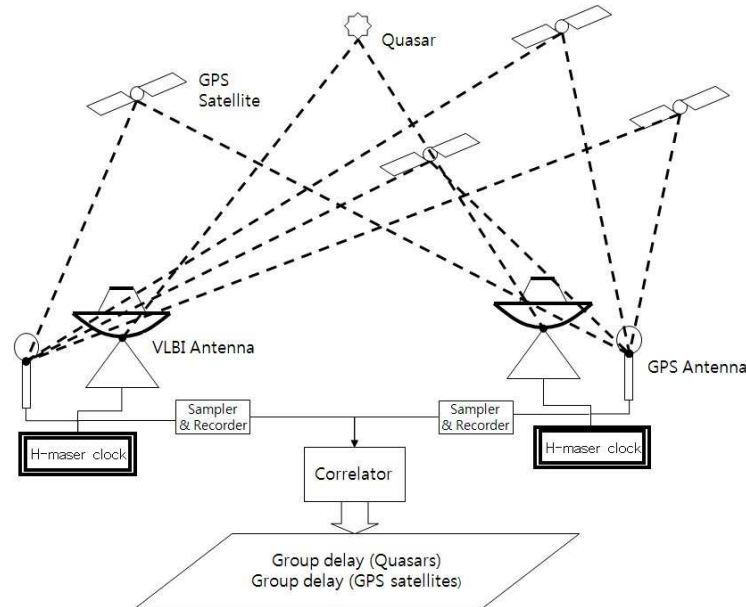 Quasar
GPS
Satellite
VLBI Antenna
GPS Antenna
Sampler
& Recorder
Sampler
& Recorder
H-maser clock
H-maser clock
Correlator
Group delay (Quasars)
Group delay (GPS satellites)